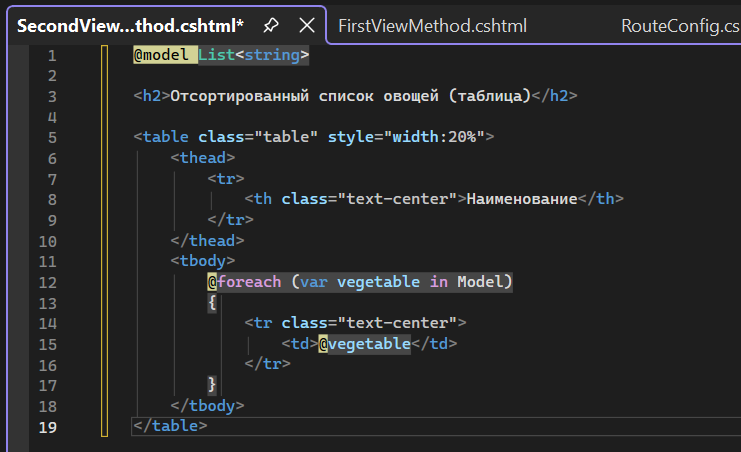 SecondView...thod.cshtml* FirstViewMethod.cshtml RouteConfig.cs
1 @model List<string>
2
3 <h2>Отсортированный список овощей (таблица)</h2>
4
5 <table class="table" style="width:20%">
6 <thead>
7 <tr>
8 <th class="text-center">Наименование</th>
9 </tr>
10 </thead>
11 <tbody>
12 @foreach (var vegetable in Model)
13 {
14 <tr class="text-center">
15 <td>@vegetable</td>
16 </tr>
17 }
18 </tbody>
19 </table>